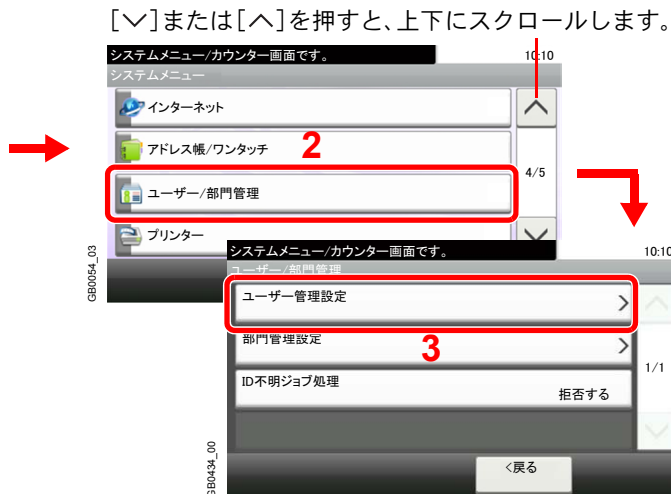 [∨]または[∧]を押すと、上下にスクロールします。
システムメニュー/カウンター画面です。
10:10
システムメニュー
インターネット
アドレス帳/ワンタッチ
2
4/5
ユーザー/部門管理
プリンター
GB0054_03
システムメニュー/カウンター画面です。
10:10
ユーザー/部門管理
ユーザー管理設定
部門管理設定
3
1/1
ID不明ジョブ処理
拒否する
<戻る
GB0434_00